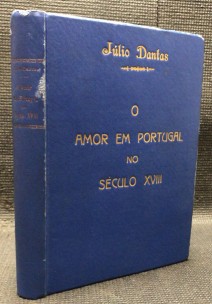 Júlio Dantas
O
AMOR EM PORTUGAL
NO
SÉCULO XVIII